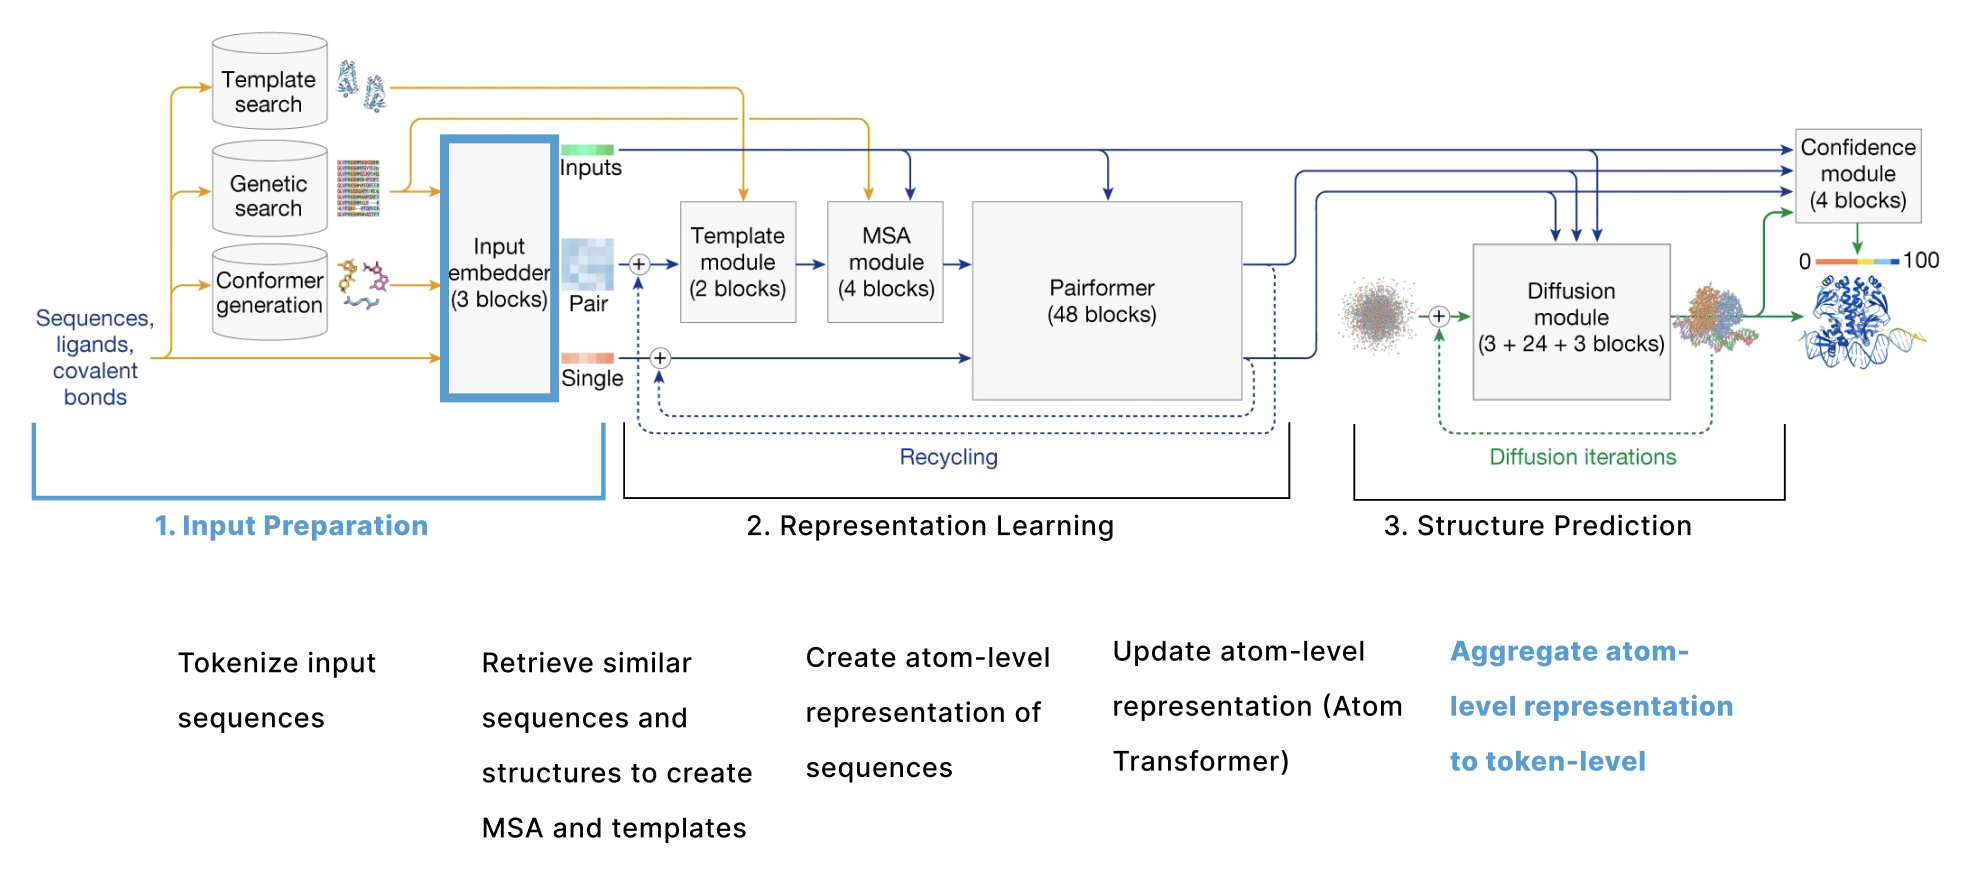 Template
search
Genetic
search
Conformer
generation
Sequences,
ligands,
covalent
bonds
Input
embedder
(3 blocks)
Inputs
Pair
Single
Template
module
(2 blocks)
MSA
module
(4 blocks)
Pairformer
(48 blocks)
Recycling
Diffusion
module
(3 + 24 + 3 blocks)
Diffusion iterations
Confidence
module
(4 blocks)
0 100
1. Input Preparation
2. Representation Learning
3. Structure Prediction
Tokenize input
sequences
Retrieve similar
sequences and
structures to create
MSA and templates
Create atom-level
representation of
sequences
Update atom-level
representation (Atom
Transformer)
Aggregate atom-
level representation
to token-level